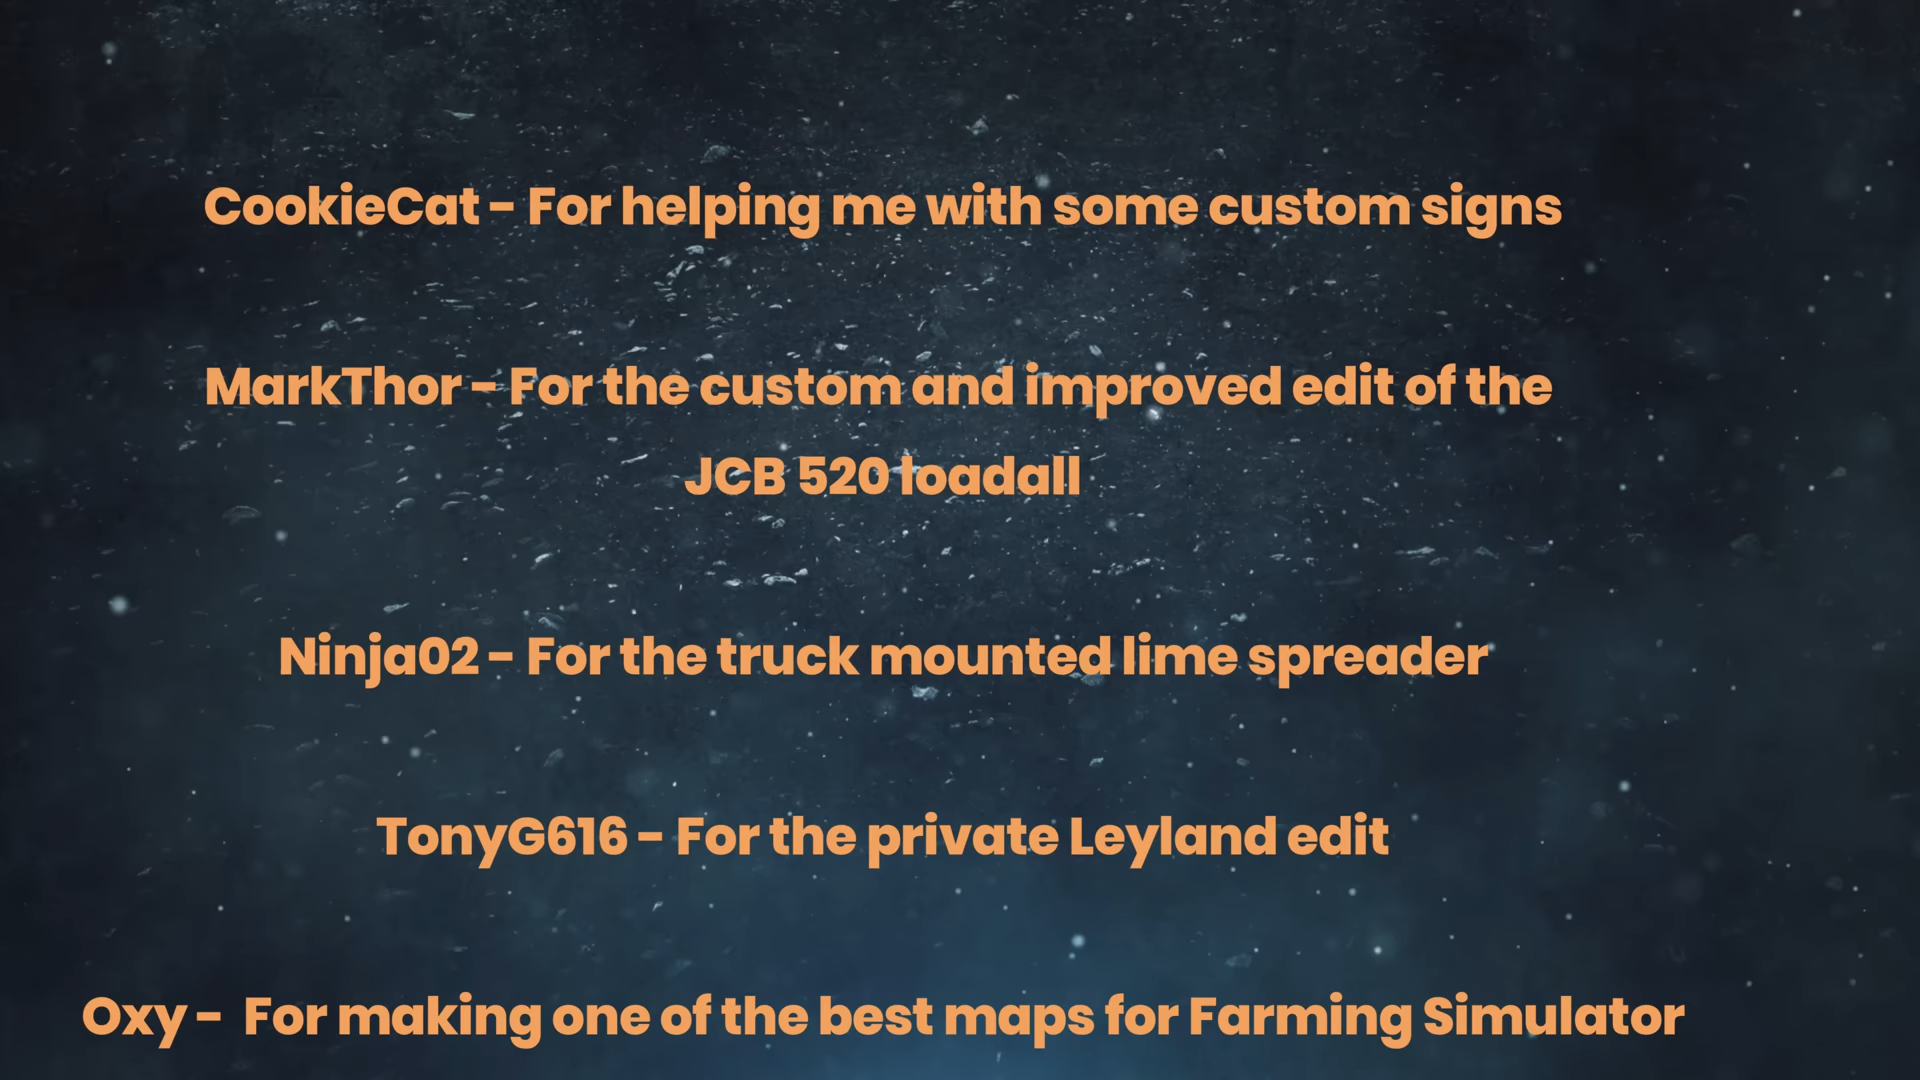 CookieCat - For helping me with some custom signs
MarkThor - For the custom and improved edit of the
JCB 520 loadall
Ninja02 - For the truck mounted lime spreader
TonyG616 - For the private Leyland edit
Oxy - For making one of the best maps for Farming Simulator